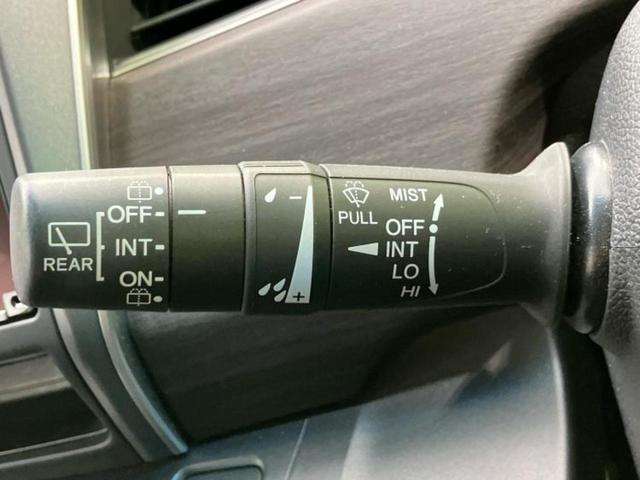 REAR
OFF
INT
ON
−
+
PULL
MIST
OFF
INT
LO
HI